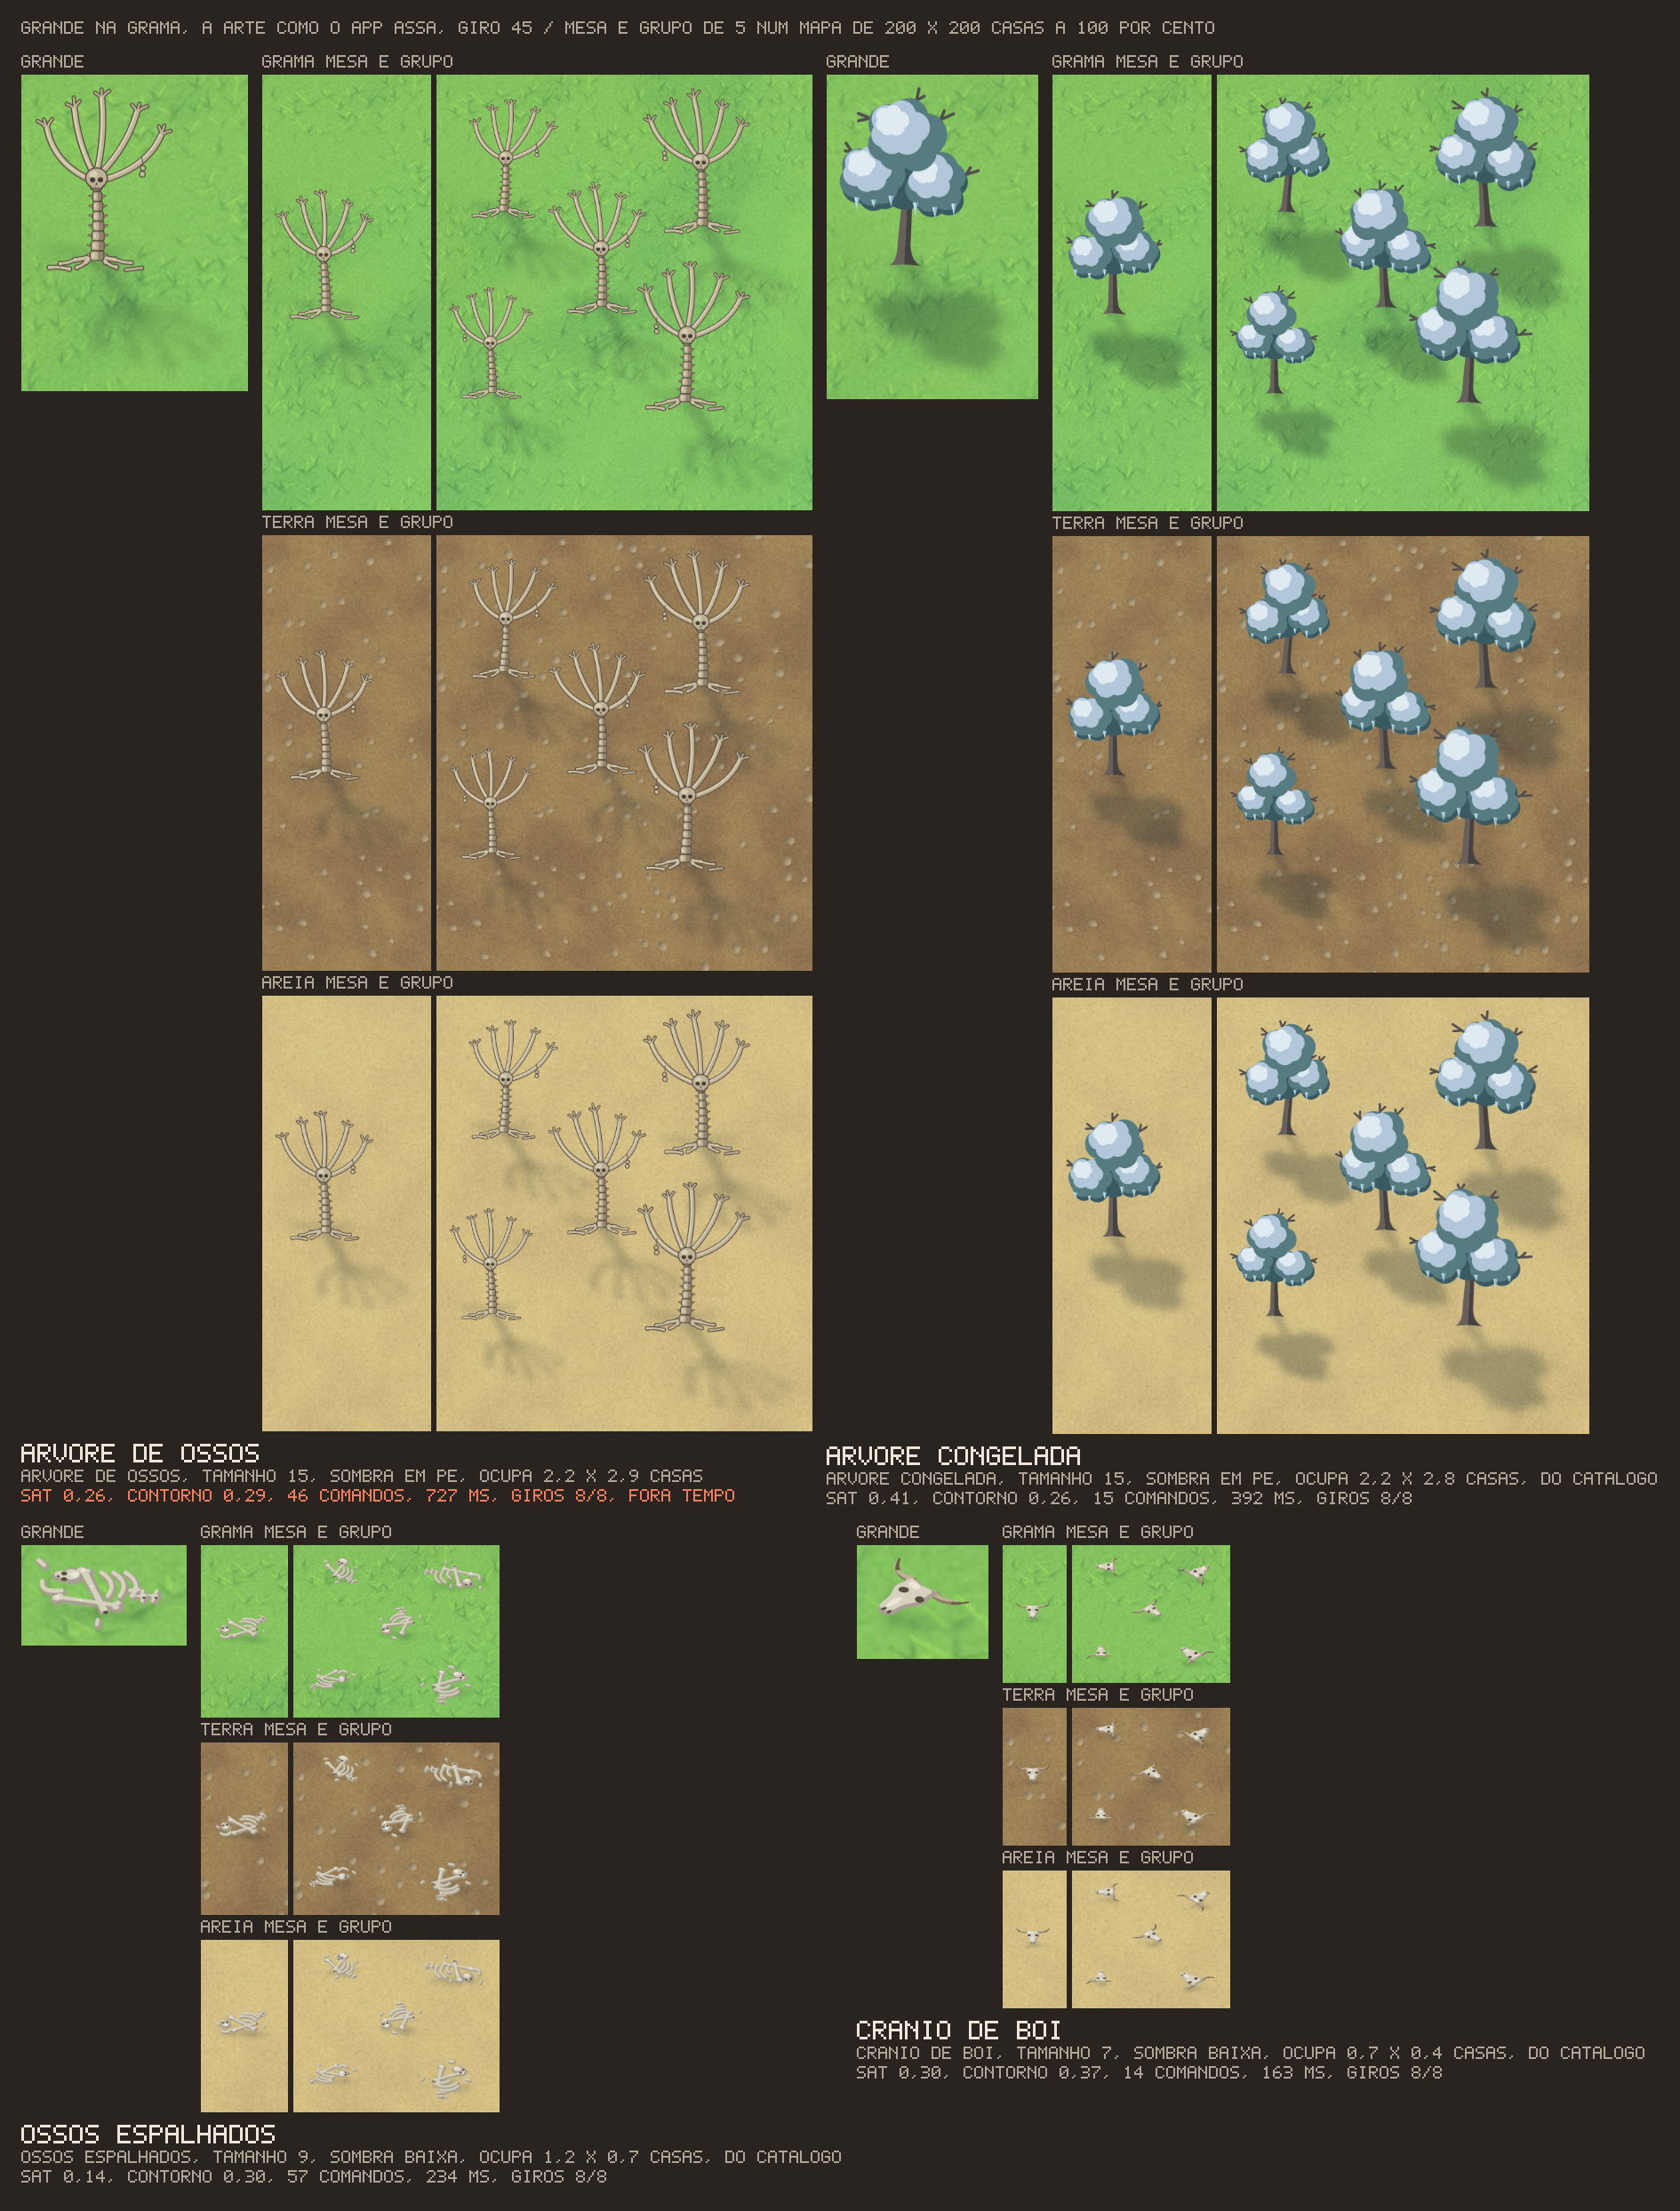 GRANDE NA GRAMA, A ARTE COMO O APP ASSA, GIRO 45 / MESA E GRUPO DE 5 NUM MAPA DE 200 X 200 CASAS A 100 POR CENTO
GRANDE
GRAMA MESA E GRUPO
GRANDE
GRAMA MESA E GRUPO
TERRA MESA E GRUPO
TERRA MESA E GRUPO
AREIA MESA E GRUPO
AREIA MESA E GRUPO
ARVORE DE OSSOS
ARVORE DE OSSOS, TAMANHO 15, SOMBRA EM PE, OCUPA 2,2 X 2,9 CASAS
SAT 0,26, CONTORNO 0,29, 46 COMANDOS, 727 MS, GIROS 8/8, FORA TEMPO
ARVORE CONGELADA
ARVORE CONGELADA, TAMANHO 15, SOMBRA EM PE, OCUPA 2,2 X 2,8 CASAS, DO CATALOGO
SAT 0,41, CONTORNO 0,26, 15 COMANDOS, 392 MS, GIROS 8/8
GRANDE
GRAMA MESA E GRUPO
GRANDE
GRAMA MESA E GRUPO
TERRA MESA E GRUPO
TERRA MESA E GRUPO
AREIA MESA E GRUPO
AREIA MESA E GRUPO
CRANIO DE BOI
CRANIO DE BOI, TAMANHO 7, SOMBRA BAIXA, OCUPA 0,7 X 0,4 CASAS, DO CATALOGO
SAT 0,30, CONTORNO 0,37, 14 COMANDOS, 163 MS, GIROS 8/8
OSSOS ESPALHADOS
OSSOS ESPALHADOS, TAMANHO 9, SOMBRA BAIXA, OCUPA 1,2 X 0,7 CASAS, DO CATALOGO
SAT 0,14, CONTORNO 0,30, 57 COMANDOS, 234 MS, GIROS 8/8